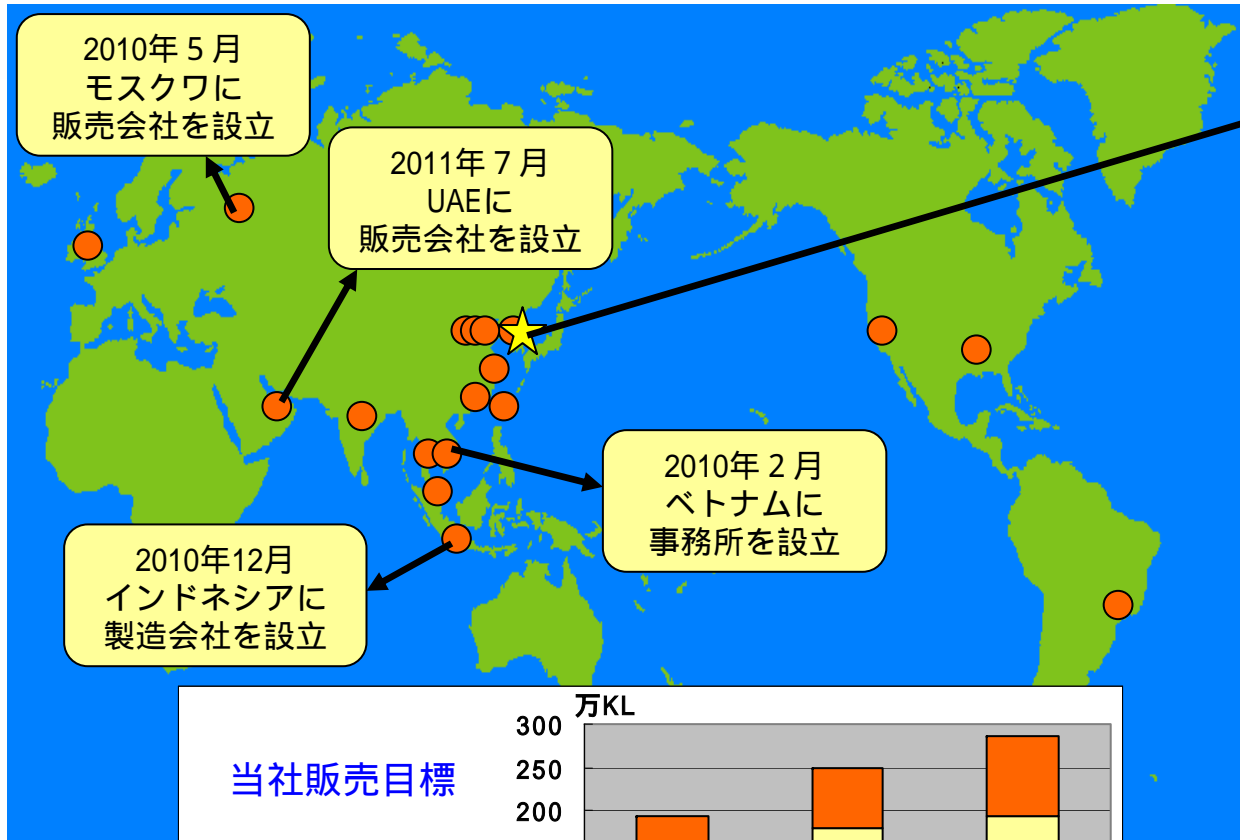 2010年５月
モスクワに
販売会社を設立
2011年７月
UAEに
販売会社を設立
2010年２月
ベトナムに
事務所を設立
2010年12月
インドネシアに
製造会社を設立
当社販売目標
万KL
300
250
200